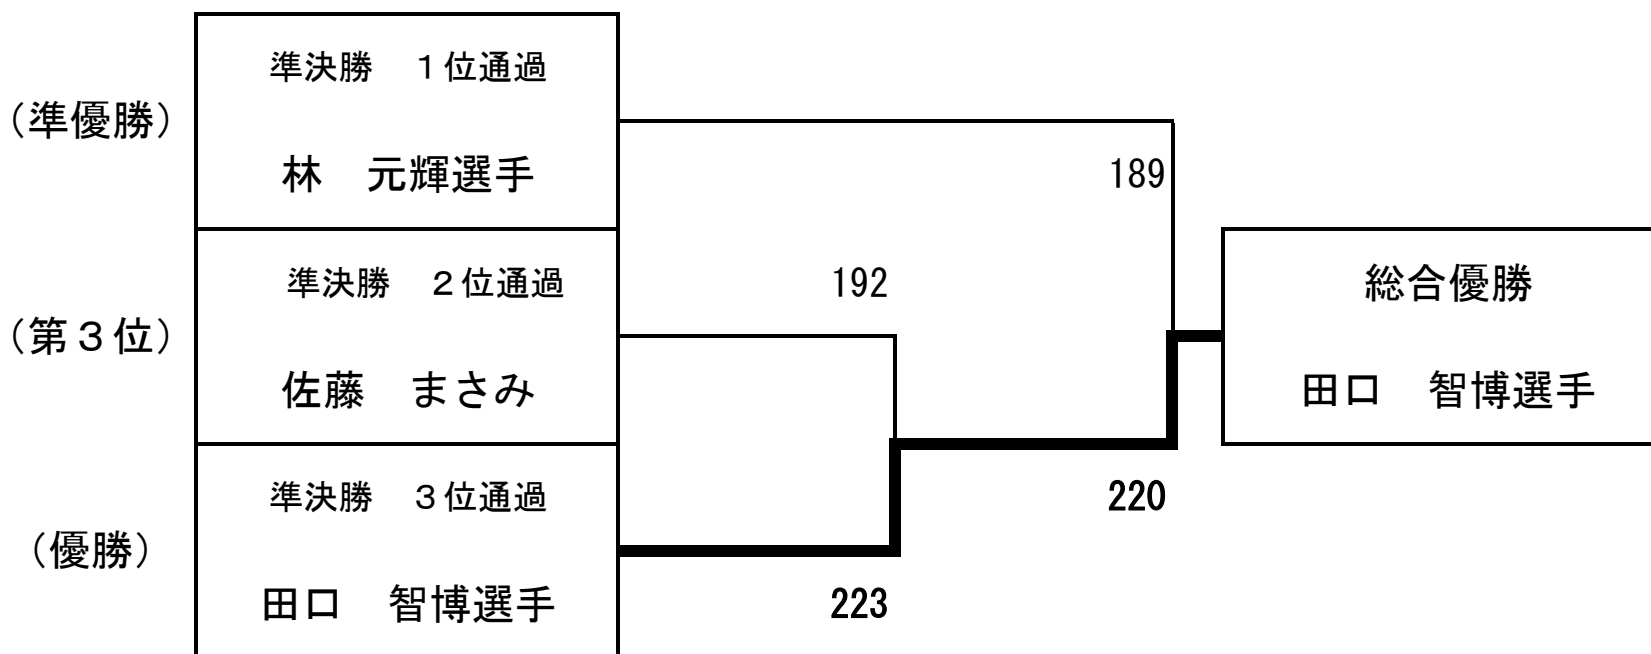 準決勝　１位通過
（準優勝）
林　元輝選手
189
準決勝　２位通過
192
総合優勝
（第３位）
佐藤　まさみ
田口　智博選手
準決勝　３位通過
220
（優勝）
田口　智博選手
223